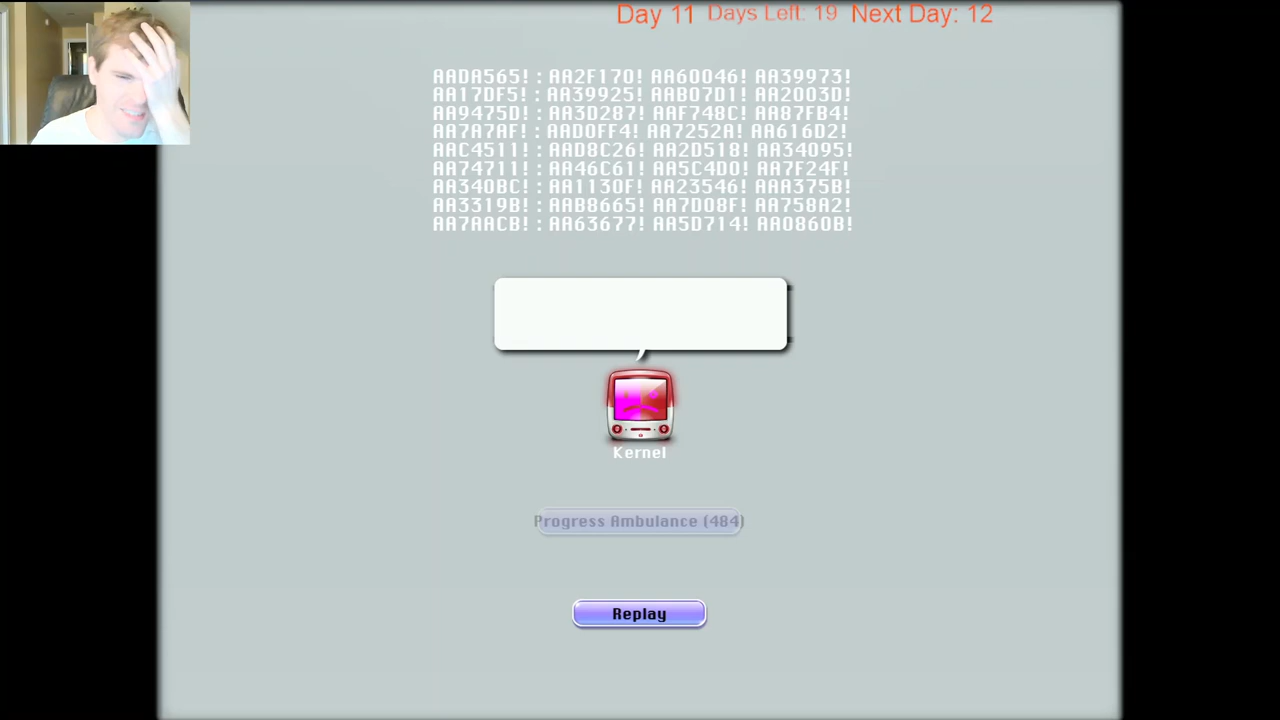 Day 11 Days Left: 19 Next Day: 12
AADA565! : AA2F170! AA60046! AA39973!
AA17DF5! : AA39925! AAB07D1! AA2003D!
AA9475D! : AA3D287! AAF748C! AA87FB4!
AA7A7AF! : AAD0FF4! AA7252A! AA616D2!
AAC4511! : AAD8C26! AA2D518! AA34095!
AA74711! : AA46C61! AA5C4D0! AA7F24F!
AA340BC! : AA1130F! AA23546! AAA375B!
AA3319B! : AAB8665! AA7D08F! AA758A2!
AA7AACB! : AA63677! AA5D714! AA0860B!
Kernel
Progress Ambulance (484)
Replay